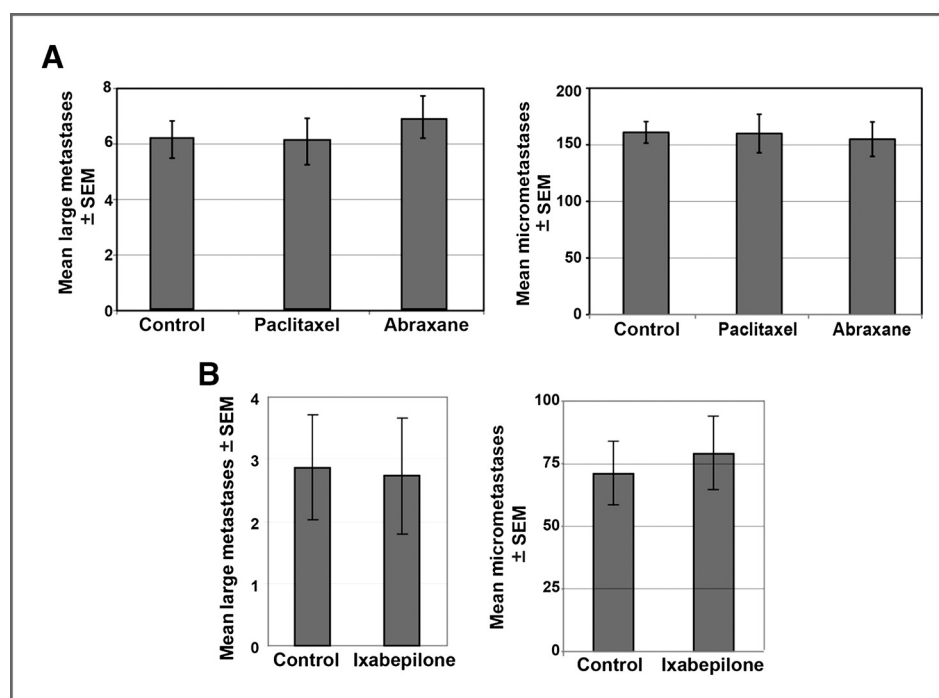 A
Mean large metastases
± SEM
8
6
4
2
0
Control Paclitaxel Abraxane
Mean micrometastases
± SEM
200
150
100
50
0
Control Paclitaxel Abraxane
B
Mean large metastases ± SEM
4
3
2
1
0
Control Ixabepilone
Mean micrometastases
± SEM
100
75
50
25
0
Control Ixabepilone